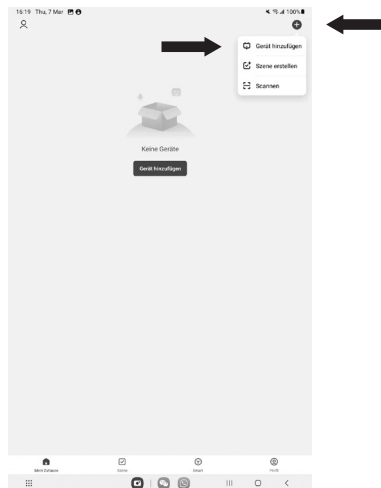 16:19 Thu, 7 Mar
100%
Gerät hinzufügen
Szene erstellen
Scannen
Keine Geräte
Gerät hinzufügen
Mein Zuhause
Szene
Smart
Profil